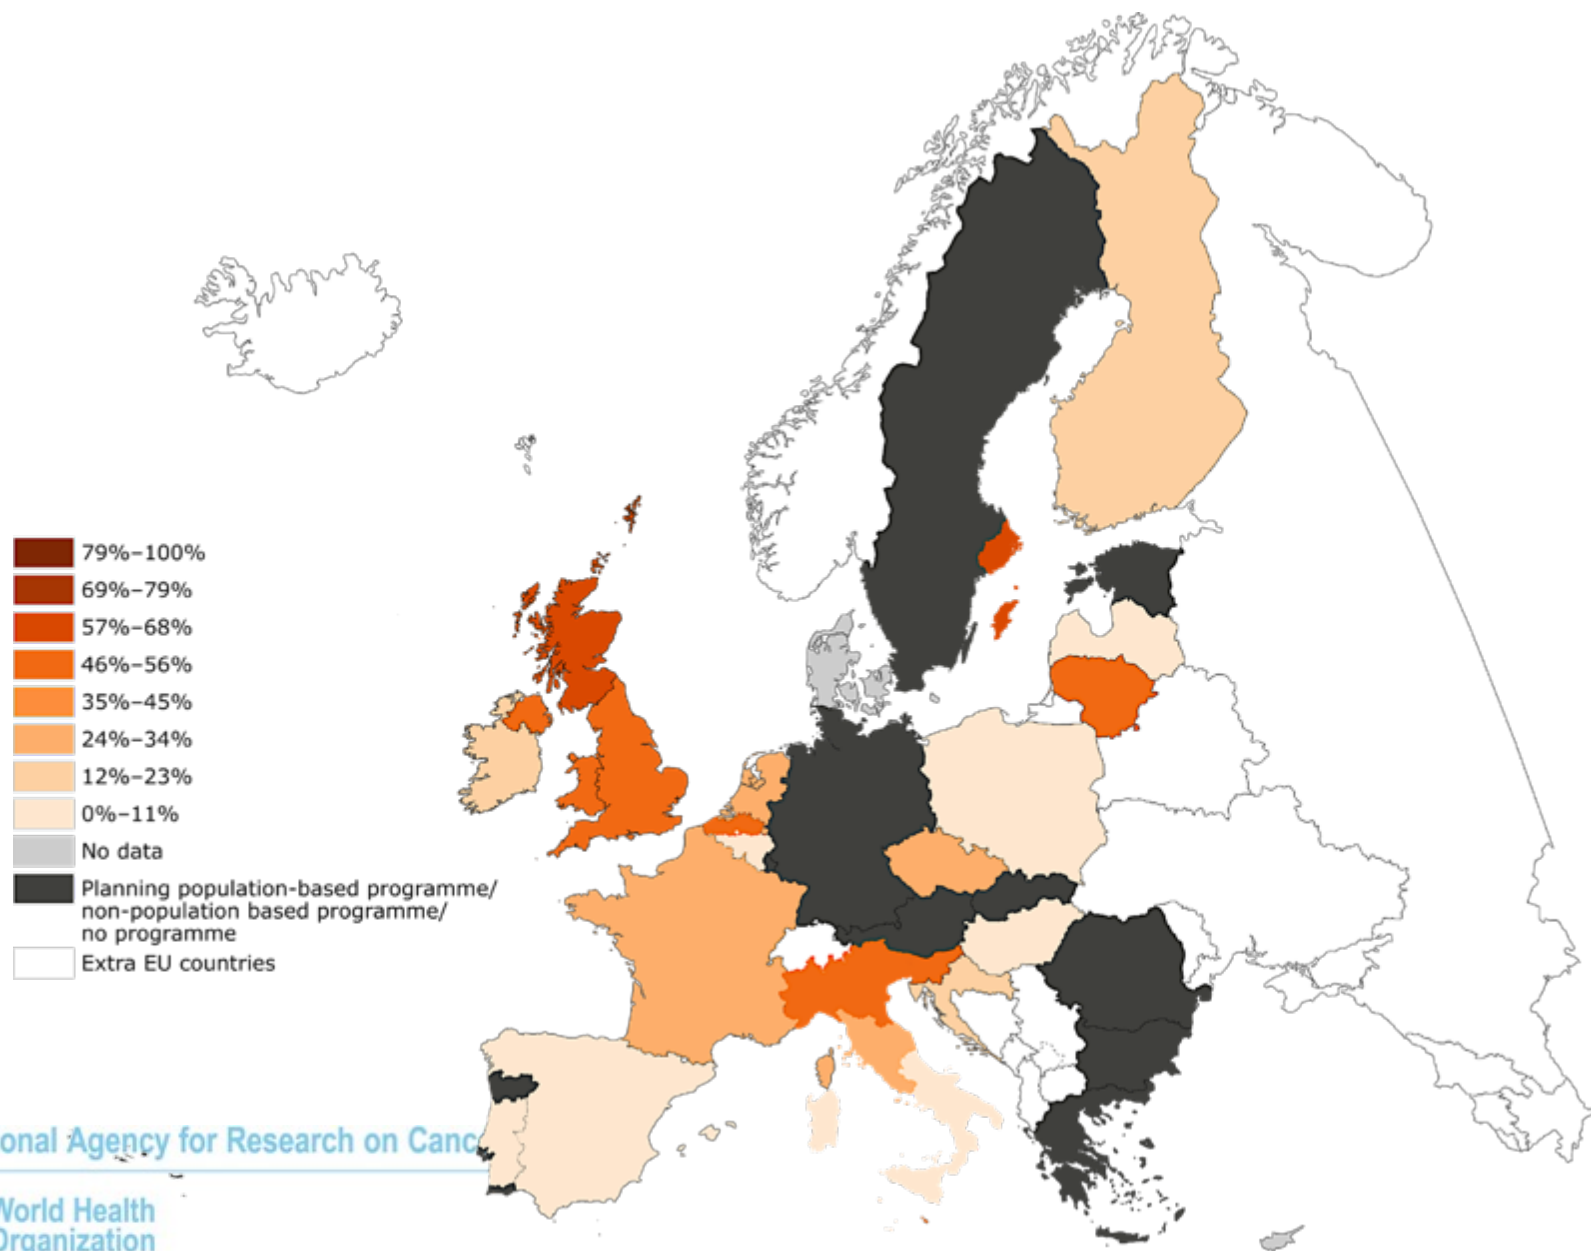 79%–100%
69%–79%
57%–68%
46%–56%
35%–45%
24%–34%
12%–23%
0%–11%
No data
Planning population-based programme/
non-population based programme/
no programme
Extra EU countries
onal Agency for Research on Canc
World Health
Organization